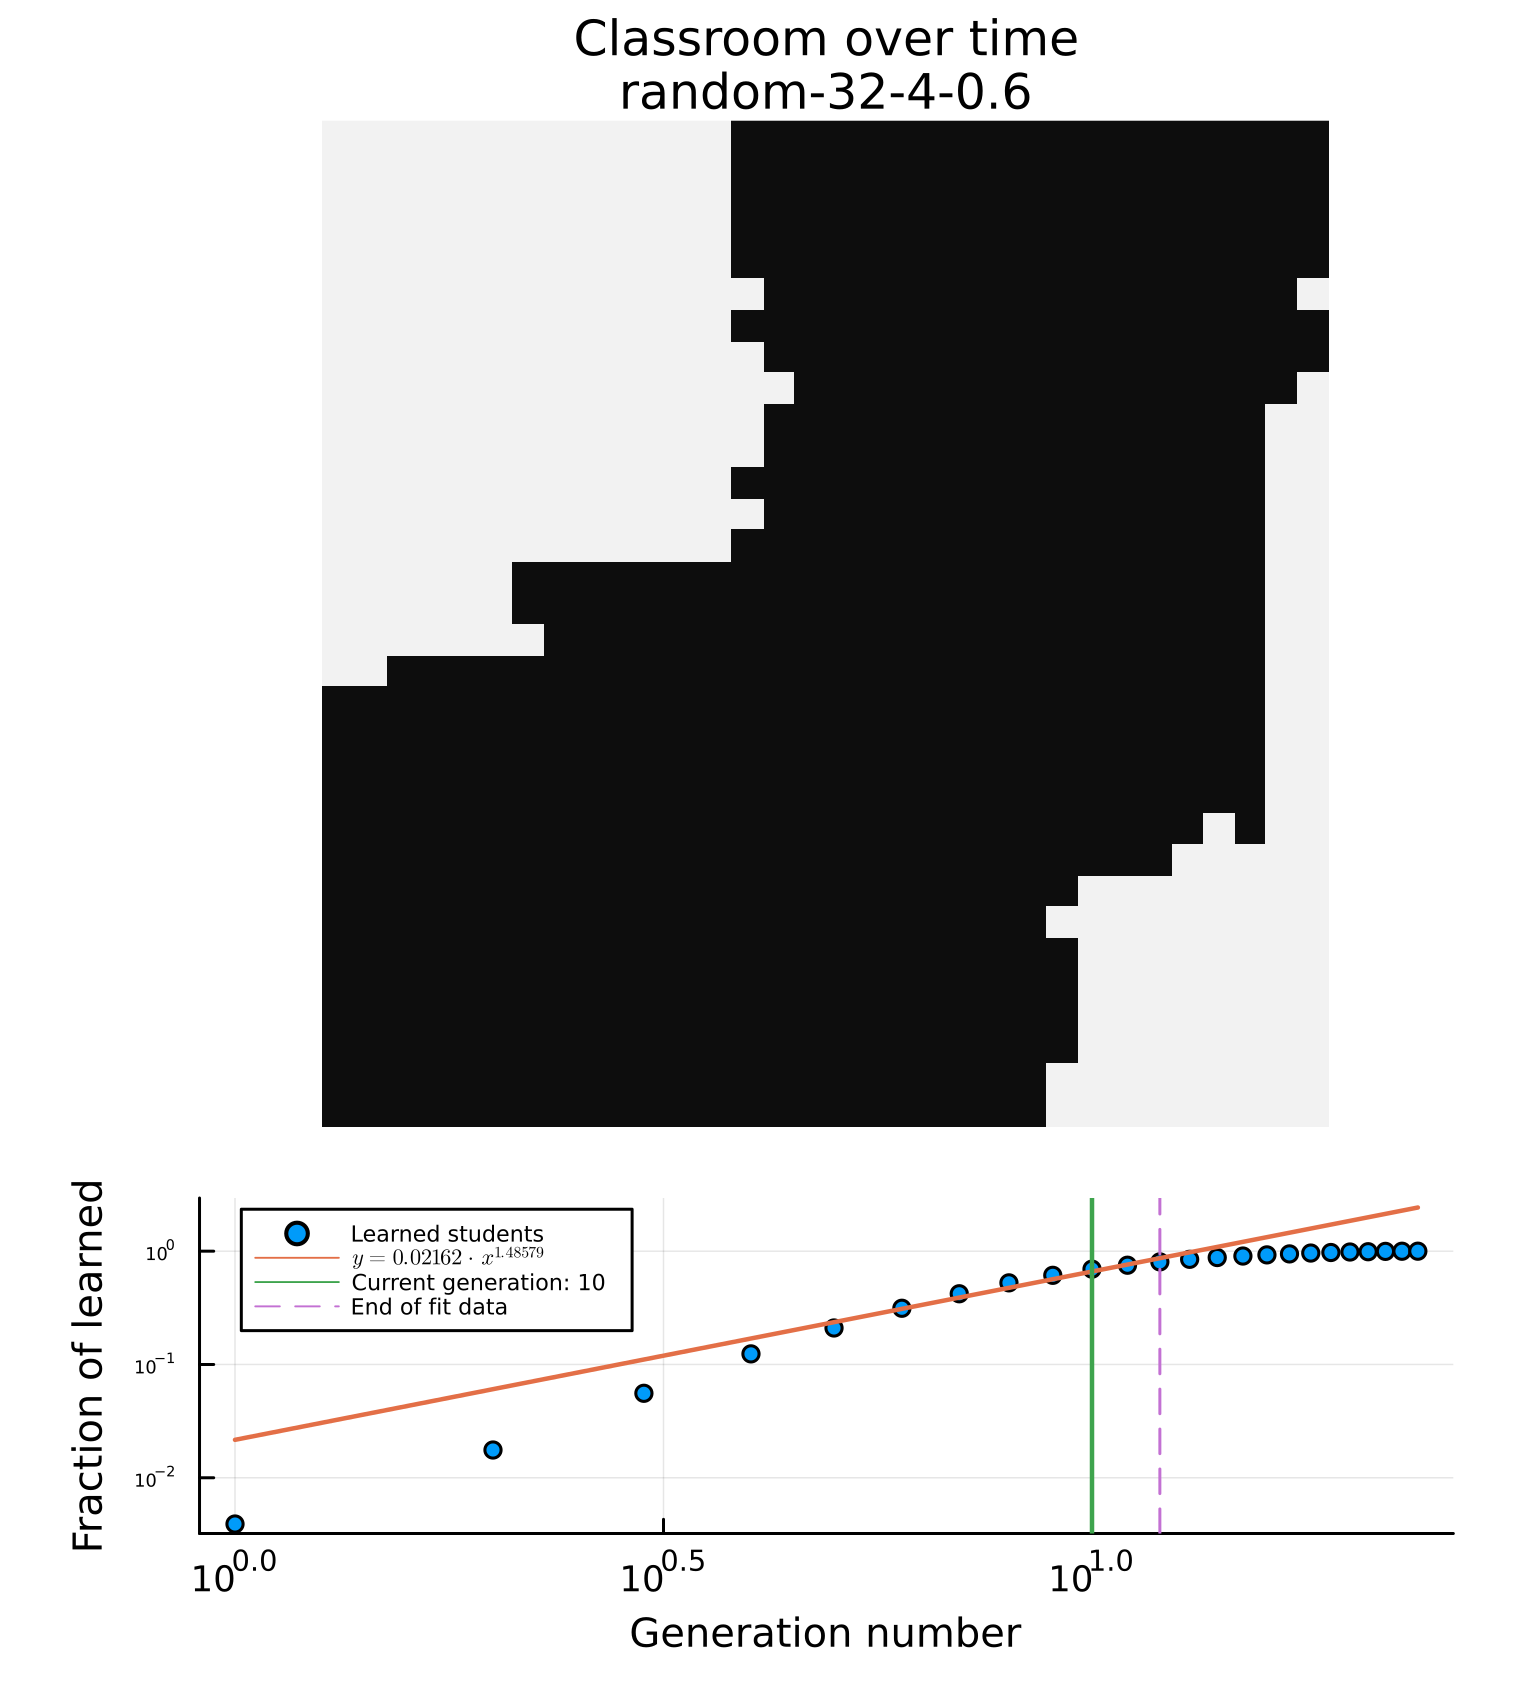 Classroom over time
random-32-4-0.6
Fraction of learned
10⁰
10⁻¹
10⁻²
Learned students
y = 0.02162 · x^1.48579
Current generation: 10
End of fit data
10^0.0 10^0.5 10^1.0
Generation number